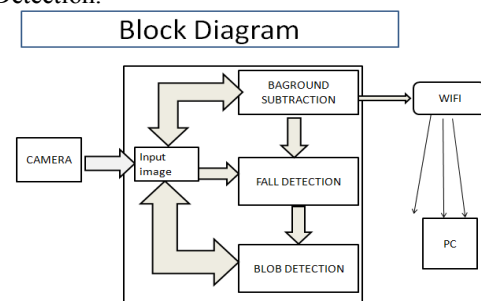 Detection.
Block Diagram
BAGROUND
SUBTRACTION
WIFI
CAMERA
Input
image
FALL DETECTION
BLOB DETECTION
PC